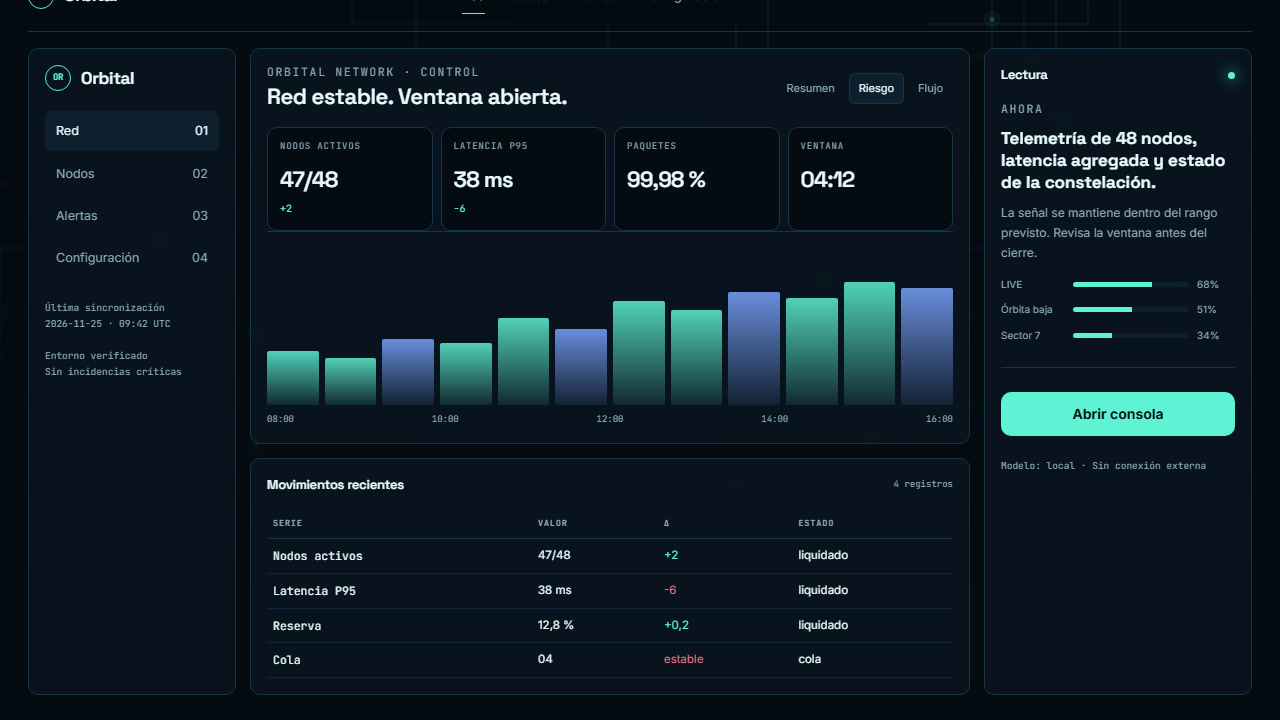 OR Orbital
Red 01
Nodos 02
Alertas 03
Configuración 04
Última sincronización
2026-11-25 · 09:42 UTC
Entorno verificado
Sin incidencias críticas
ORBITAL NETWORK · CONTROL
Red estable. Ventana abierta.
Resumen Riesgo Flujo
NODOS ACTIVOS
47/48
+2
LATENCIA P95
38 ms
-6
PAQUETES
99,98 %
VENTANA
04:12
08:00 10:00 12:00 14:00 16:00
Movimientos recientes
4 registros
SERIE VALOR Δ ESTADO
Nodos activos 47/48 +2 liquidado
Latencia P95 38 ms -6 liquidado
Reserva 12,8 % +0,2 liquidado
Cola 04 estable cola
Lectura
AHORA
Telemetría de 48 nodos,
latencia agregada y estado
de la constelación.
La señal se mantiene dentro del rango
previsto. Revisa la ventana antes del
cierre.
LIVE 68%
Órbita baja 51%
Sector 7 34%
Abrir consola
Modelo: local · Sin conexión externa